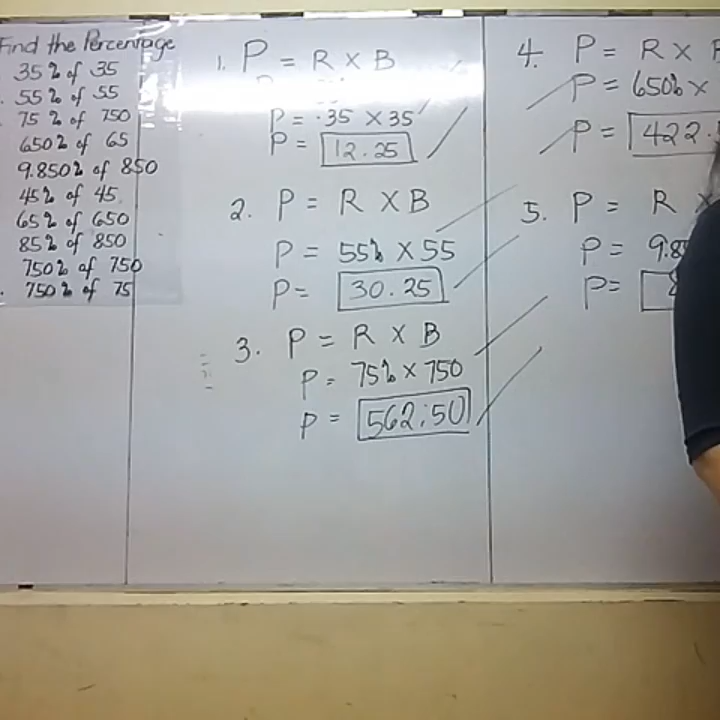 Find the Percentage
35% of 35
55% of 55
75% of 750
650% of 65
9.850% of 850
45% of 45
65% of 650
85% of 850
750% of 750
750% of 75
1. P = R X B
P = .35 X 35
P = 12.25
2. P = R X B
P = 55% X 55
P = 30.25
3. P = R X B
P = 75% X 750
P = 562.50
4. P = R X
P = 650% X
P = 422.
5. P = R X
P = 9.8
P =